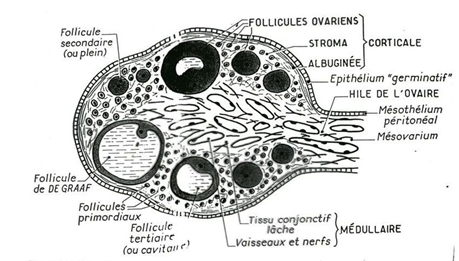 Follicule
secondaire
(ou plein)
FOLLICULES OVARIENS
STROMA
CORTICALE
ALBUGINÉE
Epithélium "germinatif"
HILE DE L'OVAIRE
Mésothélium
péritonéal
Mésovarium
Follicule
de DE GRAAF
Follicules
primordiaux
Follicule
tertiaire
(ou cavitaire)
Tissu conjonctif
lâche
Vaisseaux et nerfs
MÉDULLAIRE